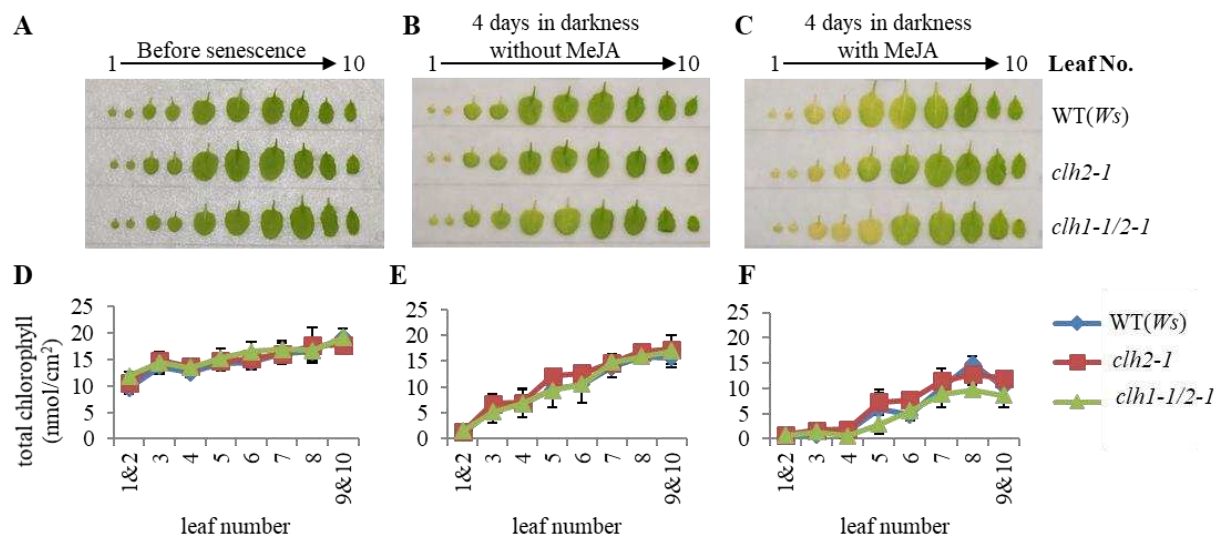 A
Before senescence
1 10
B
4 days in darkness
without MeJA
1 10
C
4 days in darkness
with MeJA
1 10
Leaf No.
WT(Ws)
clh2-1
clh1-1/2-1
D
total chlorophyll
(nmol/cm²)
25
20
15
10
5
0
1&2 3 4 5 6 7 8 9&10
leaf number
E
25
20
15
10
5
0
1&2 3 4 5 6 7 8 9&10
leaf number
F
25
20
15
10
5
0
1&2 3 4 5 6 7 8 9&10
leaf number
WT(Ws)
clh2-1
clh1-1/2-1